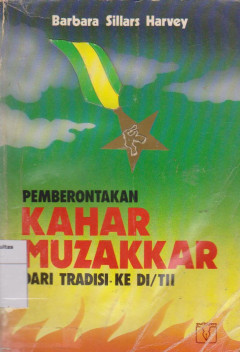 Barbara Sillars Harvey
PEMBERONTAKAN
KAHAR
MUZAKKAR
DARI TRADISI-KE DI/TII